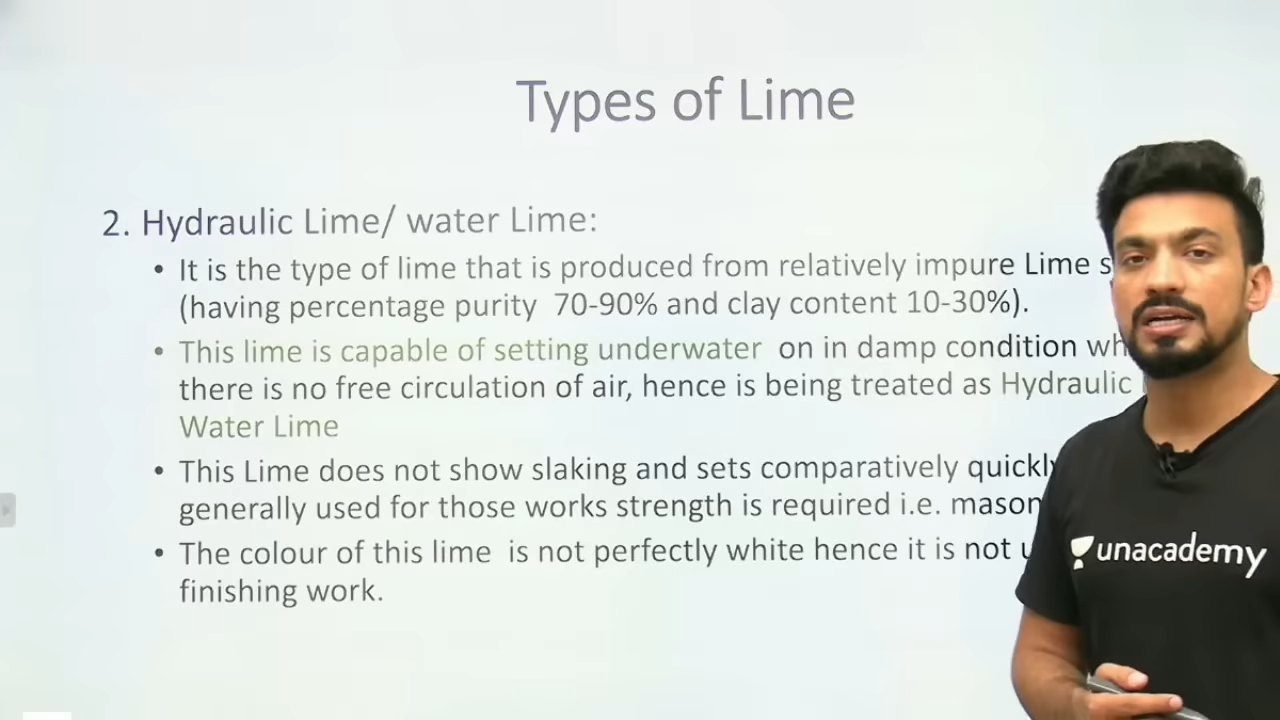 Types of Lime
2. Hydraulic Lime/ water Lime:
• It is the type of lime that is produced from relatively impure Lime
(having percentage purity 70-90% and clay content 10-30%).
• This lime is capable of setting underwater on in damp condition
there is no free circulation of air, hence is being treated as Hydraulic
Water Lime
• This Lime does not show slaking and sets comparatively quickly
generally used for those works strength is required i.e.
• The colour of this lime is not perfectly white hence it is not
finishing work.
unacademy